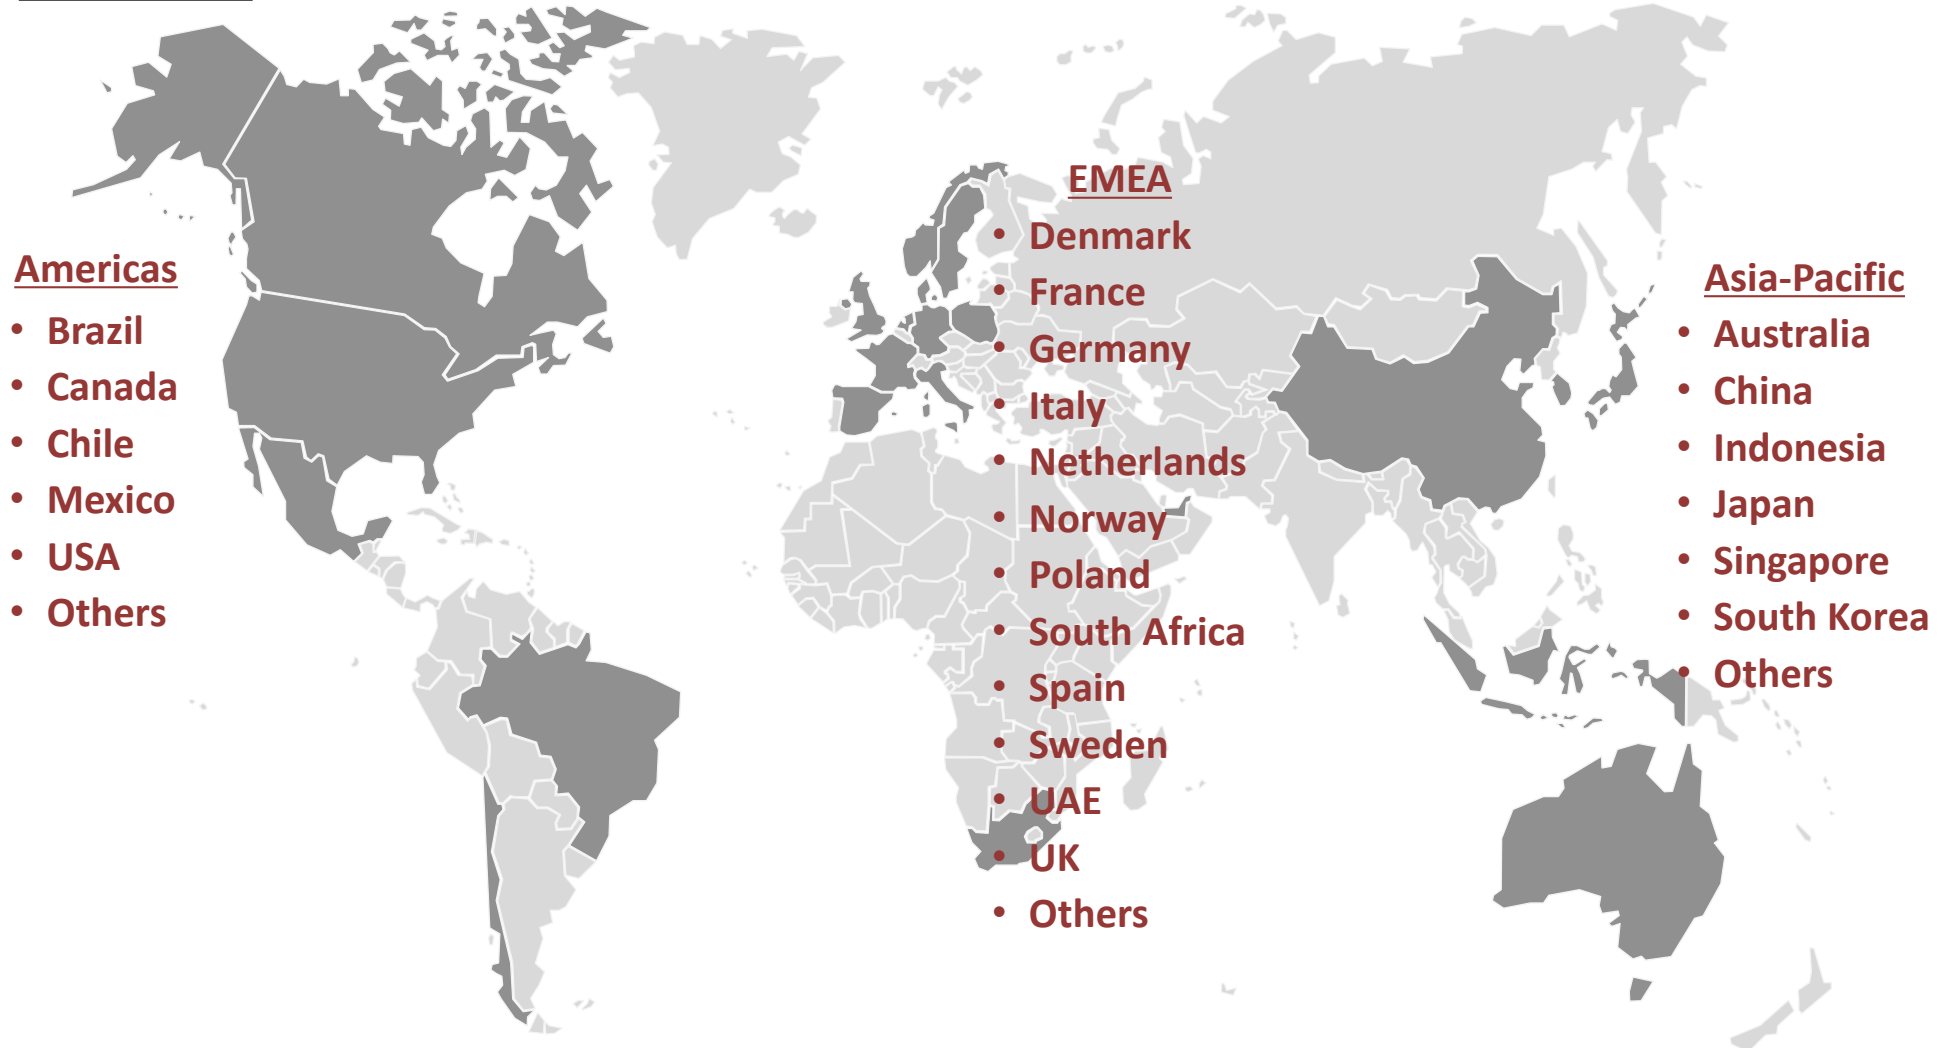 Americas
• Brazil
• Canada
• Chile
• Mexico
• USA
• Others
EMEA
• Denmark
• France
• Germany
• Italy
• Netherlands
• Norway
• Poland
• South Africa
• Spain
• Sweden
• UAE
• UK
• Others
Asia-Pacific
• Australia
• China
• Indonesia
• Japan
• Singapore
• South Korea
• Others